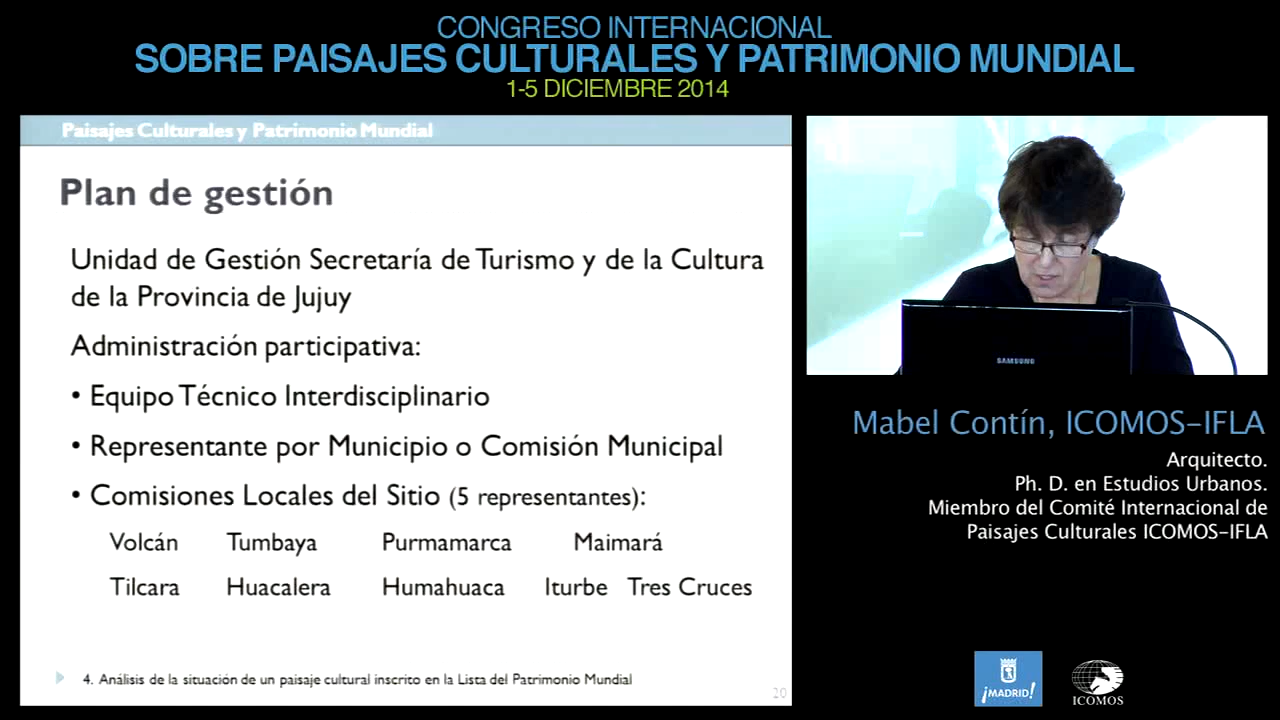 CONGRESO INTERNACIONAL
SOBRE PAISAJES CULTURALES Y PATRIMONIO MUNDIAL
1-5 DICIEMBRE 2014
Paisajes Culturales y Patrimonio Mundial
Plan de gestión
Unidad de Gestión Secretaría de Turismo y de la Cultura
de la Provincia de Jujuy
Administración participativa:
• Equipo Técnico Interdisciplinario
• Representante por Municipio o Comisión Municipal
• Comisiones Locales del Sitio (5 representantes):
Volcán Tumbaya Purmamarca Maimará
Tilcara Huacalera Humahuaca Iturbe Tres Cruces
4. Análisis de la situación de un paisaje cultural inscrito en la Lista del Patrimonio Mundial
20
SAMSUNG
Mabel Contín, ICOMOS-IFLA
Arquitecto.
Ph. D. en Estudios Urbanos.
Miembro del Comité Internacional de
Paisajes Culturales ICOMOS-IFLA
¡MADRID!
ICOMOS